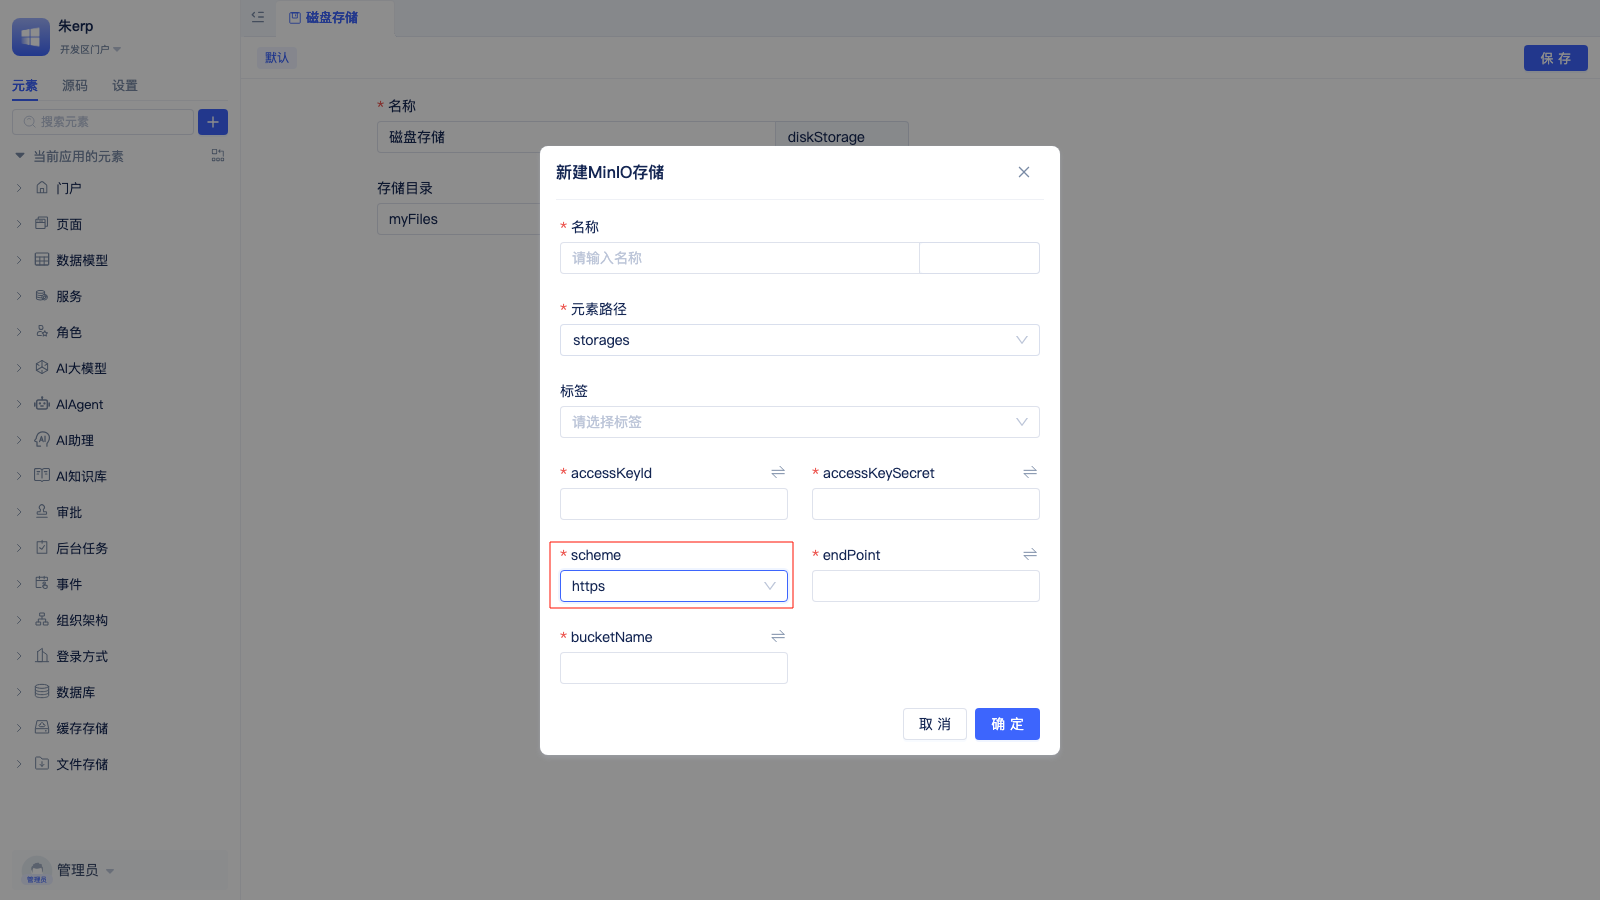 朱erp
开发区门户
元素 源码 设置
搜索元素
当前应用的元素
门户
页面
数据模型
服务
角色
AI大模型
AIAgent
AI助理
AI知识库
审批
后台任务
事件
组织架构
登录方式
数据库
缓存存储
文件存储
管理员
管理员
磁盘存储
默认
保 存
* 名称
磁盘存储 diskStorage
存储目录
myFiles
新建MinIO存储
* 名称
请输入名称
* 元素路径
storages
标签
请选择标签
* accessKeyId * accessKeySecret
* scheme * endPoint
https
* bucketName
取 消 确 定